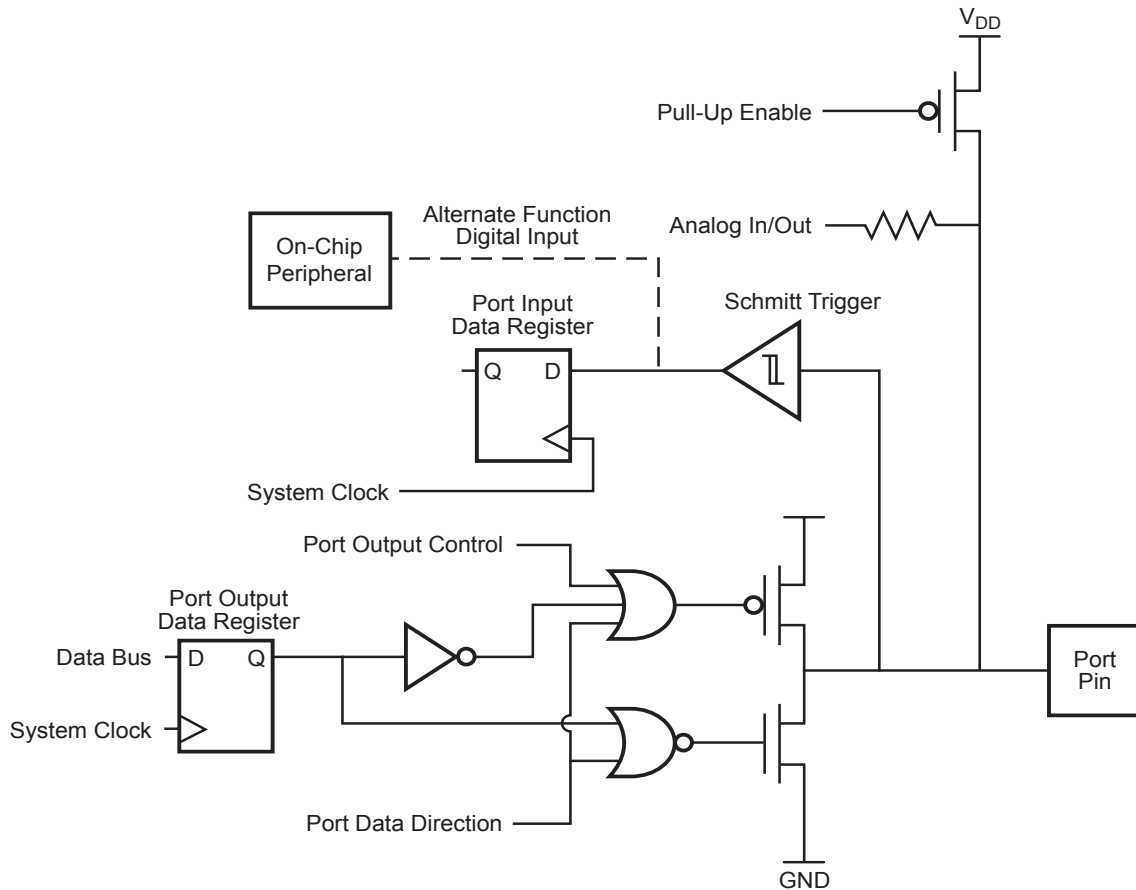 VDD
Pull-Up Enable
Analog In/Out
Alternate Function
Digital Input
On-Chip
Peripheral
Schmitt Trigger
Port Input
Data Register
Q D
System Clock
Port Output Control
Port Output
Data Register
Data Bus
D Q
System Clock
Port
Pin
Port Data Direction
GND